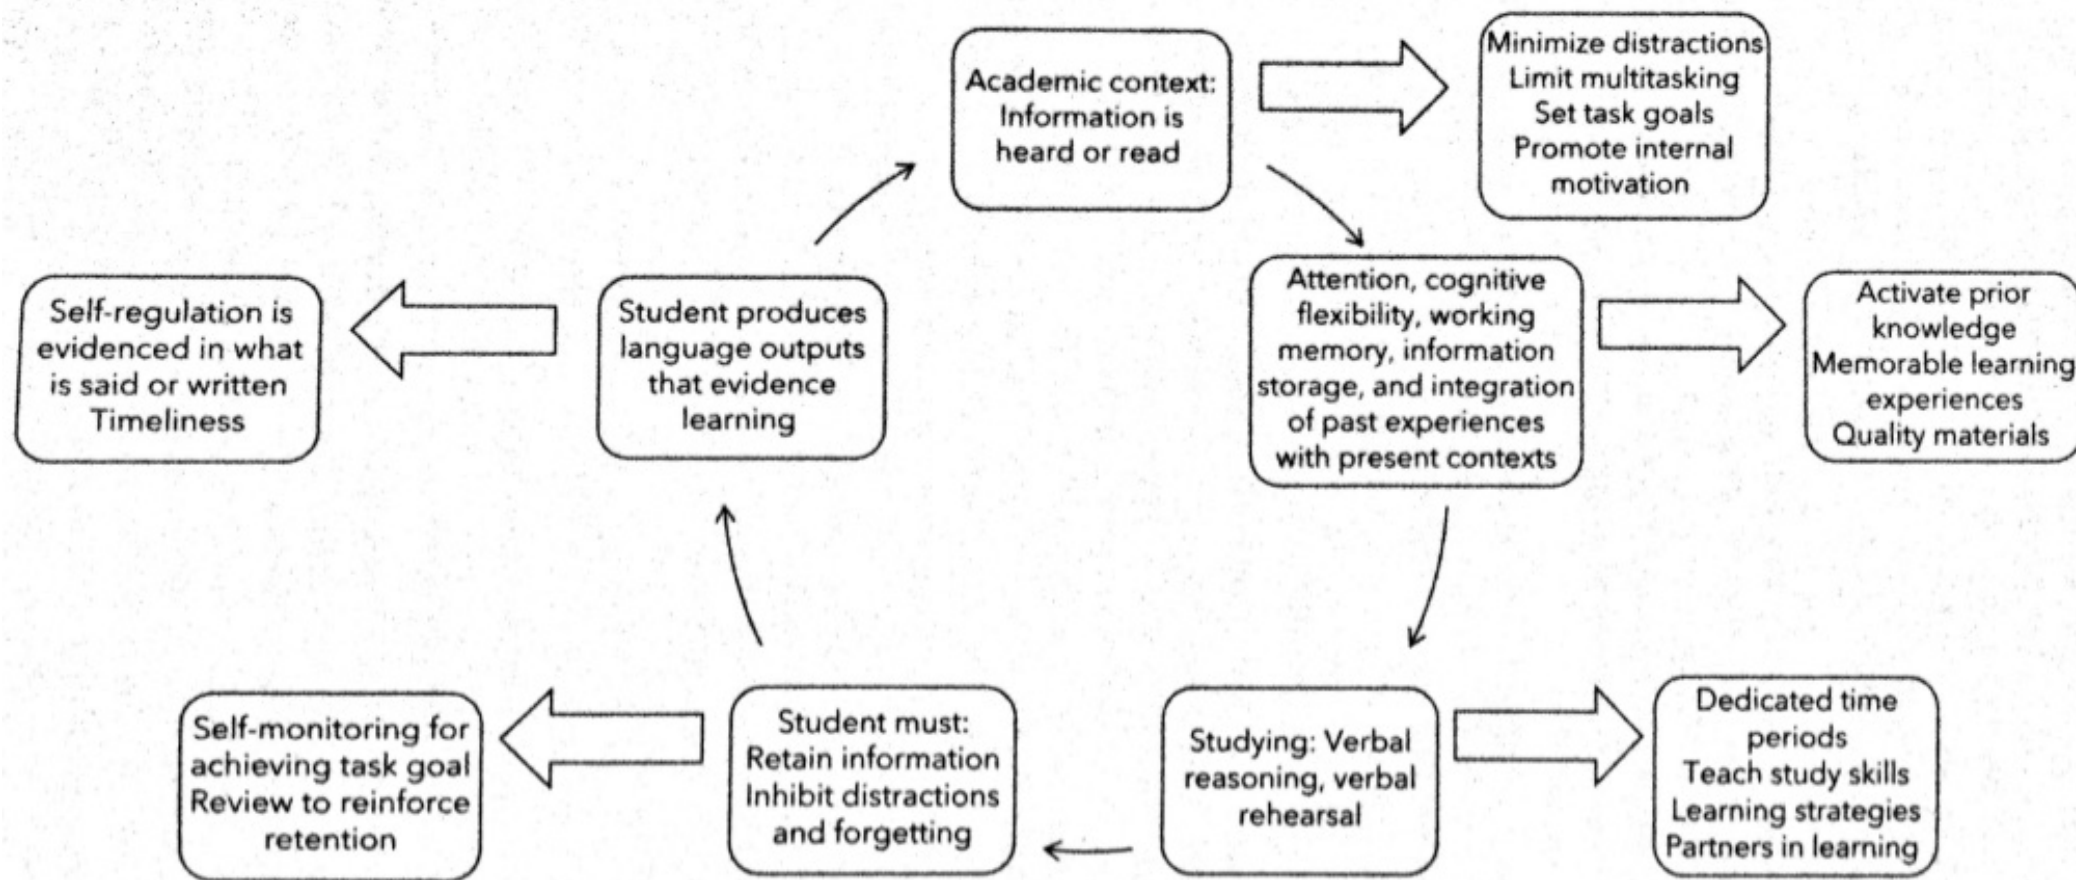 Academic context:
Information is
heard or read
Minimize distractions
Limit multitasking
Set task goals
Promote internal
motivation
Attention, cognitive
flexibility, working
memory, information
storage, and integration
of past experiences
with present contexts
Activate prior
knowledge
Memorable learning
experiences
Quality materials
Studying: Verbal
reasoning, verbal
rehearsal
Dedicated time
periods
Teach study skills
Learning strategies
Partners in learning
Student must:
Retain information
Inhibit distractions
and forgetting
Self-monitoring for
achieving task goal
Review to reinforce
retention
Student produces
language outputs
that evidence
learning
Self-regulation is
evidenced in what
is said or written
Timeliness